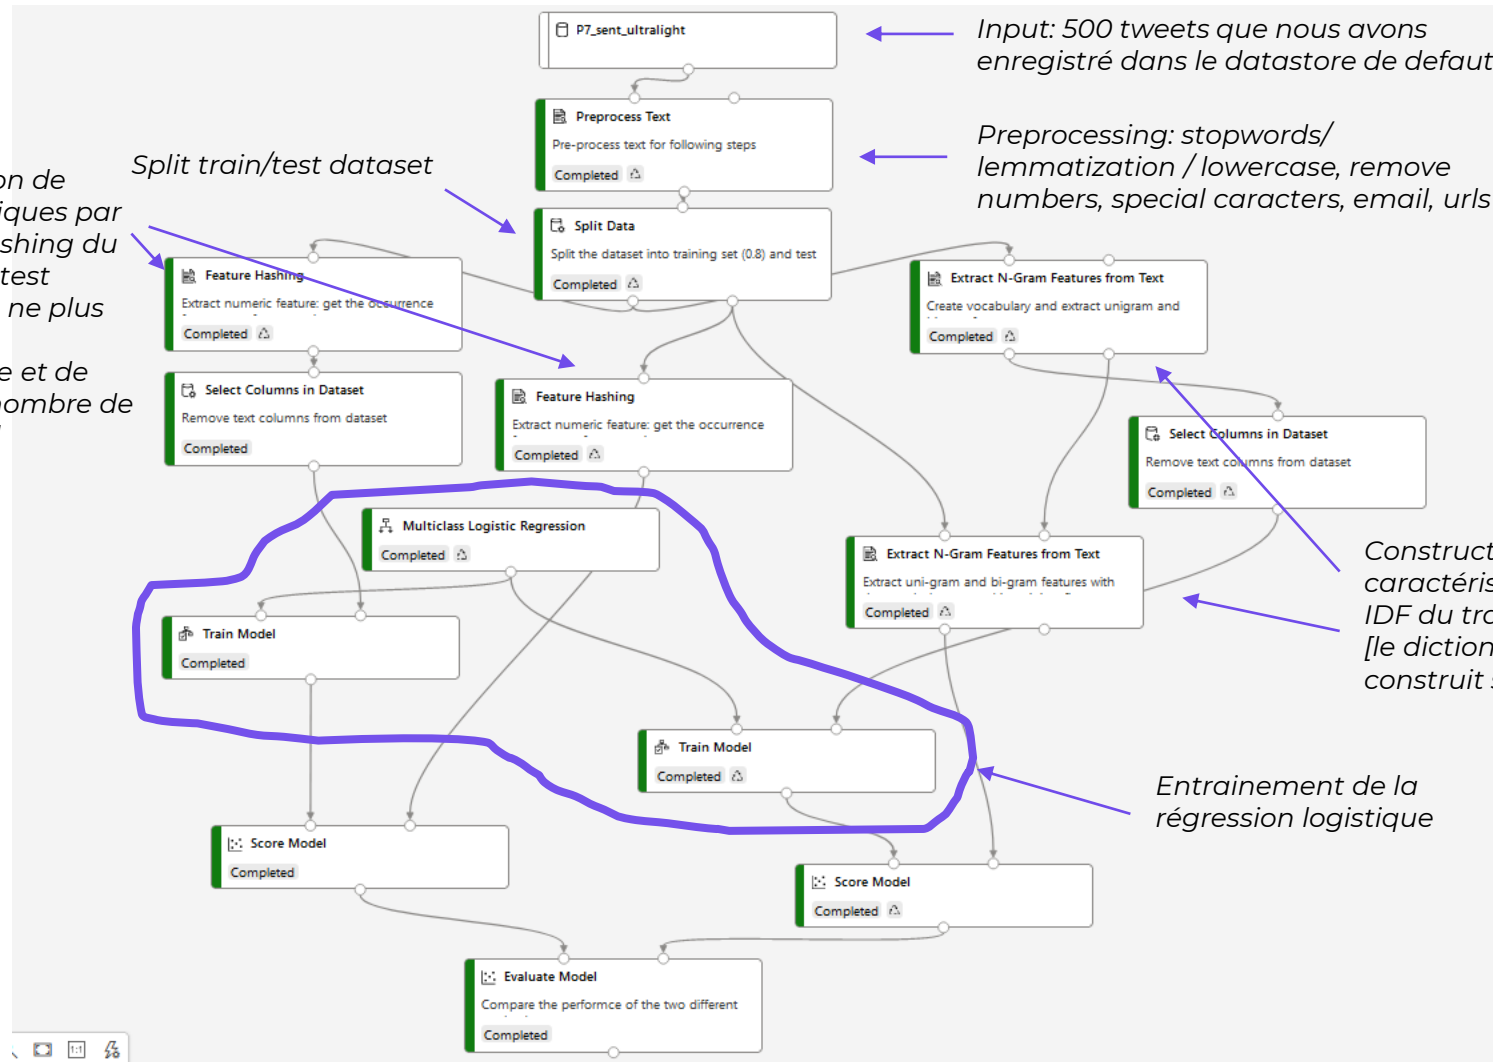 P7_sent_ultralight
Input: 500 tweets que nous avons
enregistré dans le datastore de defaut
Preprocess Text
Pre-process text for following steps
Completed
Preprocessing: stopwords/
lemmatization / lowercase, remove
numbers, special caracters, email, urls
Split train/test dataset
on de
iques par
shing du
test
ne plus
e et de
nombre de
Split Data
Split the dataset into training set (0.8) and test
Completed
Feature Hashing
Extract numeric feature: get the occurrence
Completed
Extract N-Gram Features from Text
Create vocabulary and extract unigram and
Completed
Select Columns in Dataset
Remove text columns from dataset
Completed
Feature Hashing
Extract numeric feature: get the occurrence
Completed
Select Columns in Dataset
Remove text columns from dataset
Completed
Multiclass Logistic Regression
Completed
Extract N-Gram Features from Text
Extract uni-gram and bi-gram features with
Completed
Construct
caractéris
IDF du tra
[le diction
construit s
Train Model
Completed
Train Model
Completed
Entrainement de la
régression logistique
Score Model
Completed
Score Model
Completed
Evaluate Model
Compare the performce of the two different
Completed
1:1